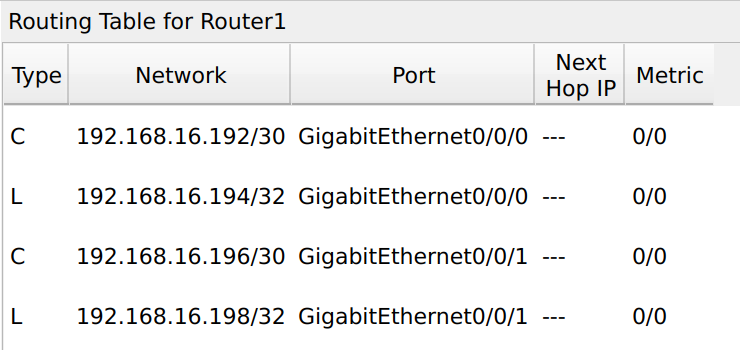 Routing Table for Router1
Type Network Port Next Hop IP Metric
C 192.168.16.192/30 GigabitEthernet0/0/0 --- 0/0
L 192.168.16.194/32 GigabitEthernet0/0/0 --- 0/0
C 192.168.16.196/30 GigabitEthernet0/0/1 --- 0/0
L 192.168.16.198/32 GigabitEthernet0/0/1 --- 0/0